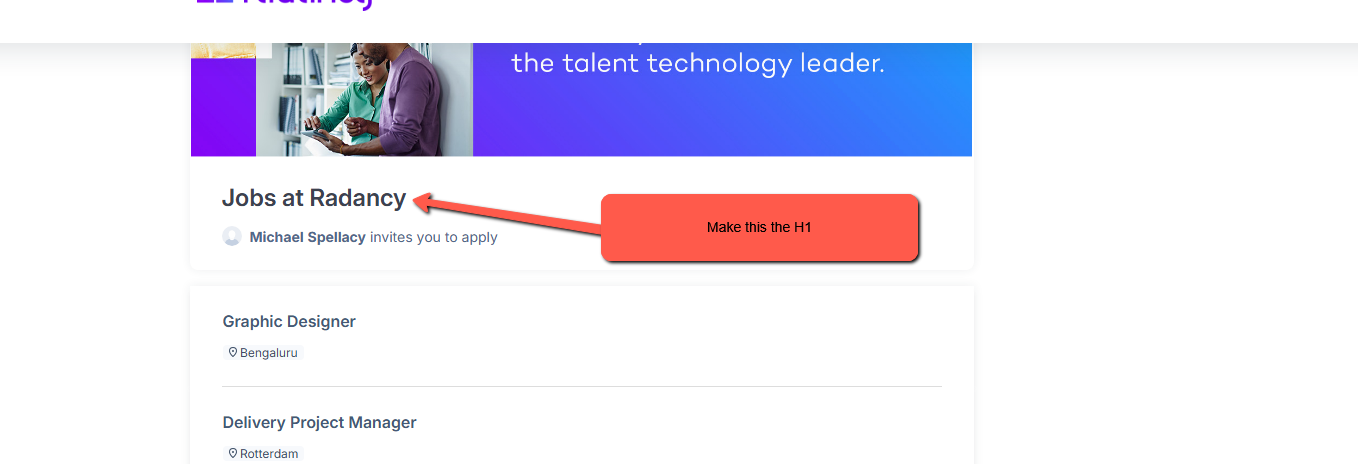 the talent technology leader.
Jobs at Radancy
Make this the H1
Michael Spellacy invites you to apply
Graphic Designer
Bengaluru
Delivery Project Manager
Rotterdam